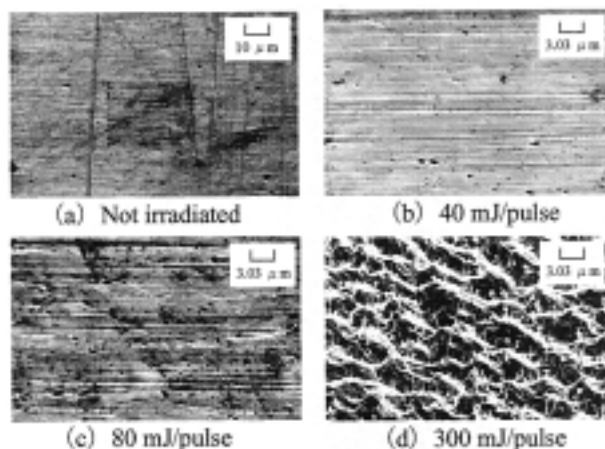 10 μm
3.03 μm
(a) Not irradiated
(b) 40 mJ/pulse
3.03 μm
3.03 μm
(c) 80 mJ/pulse
(d) 300 mJ/pulse